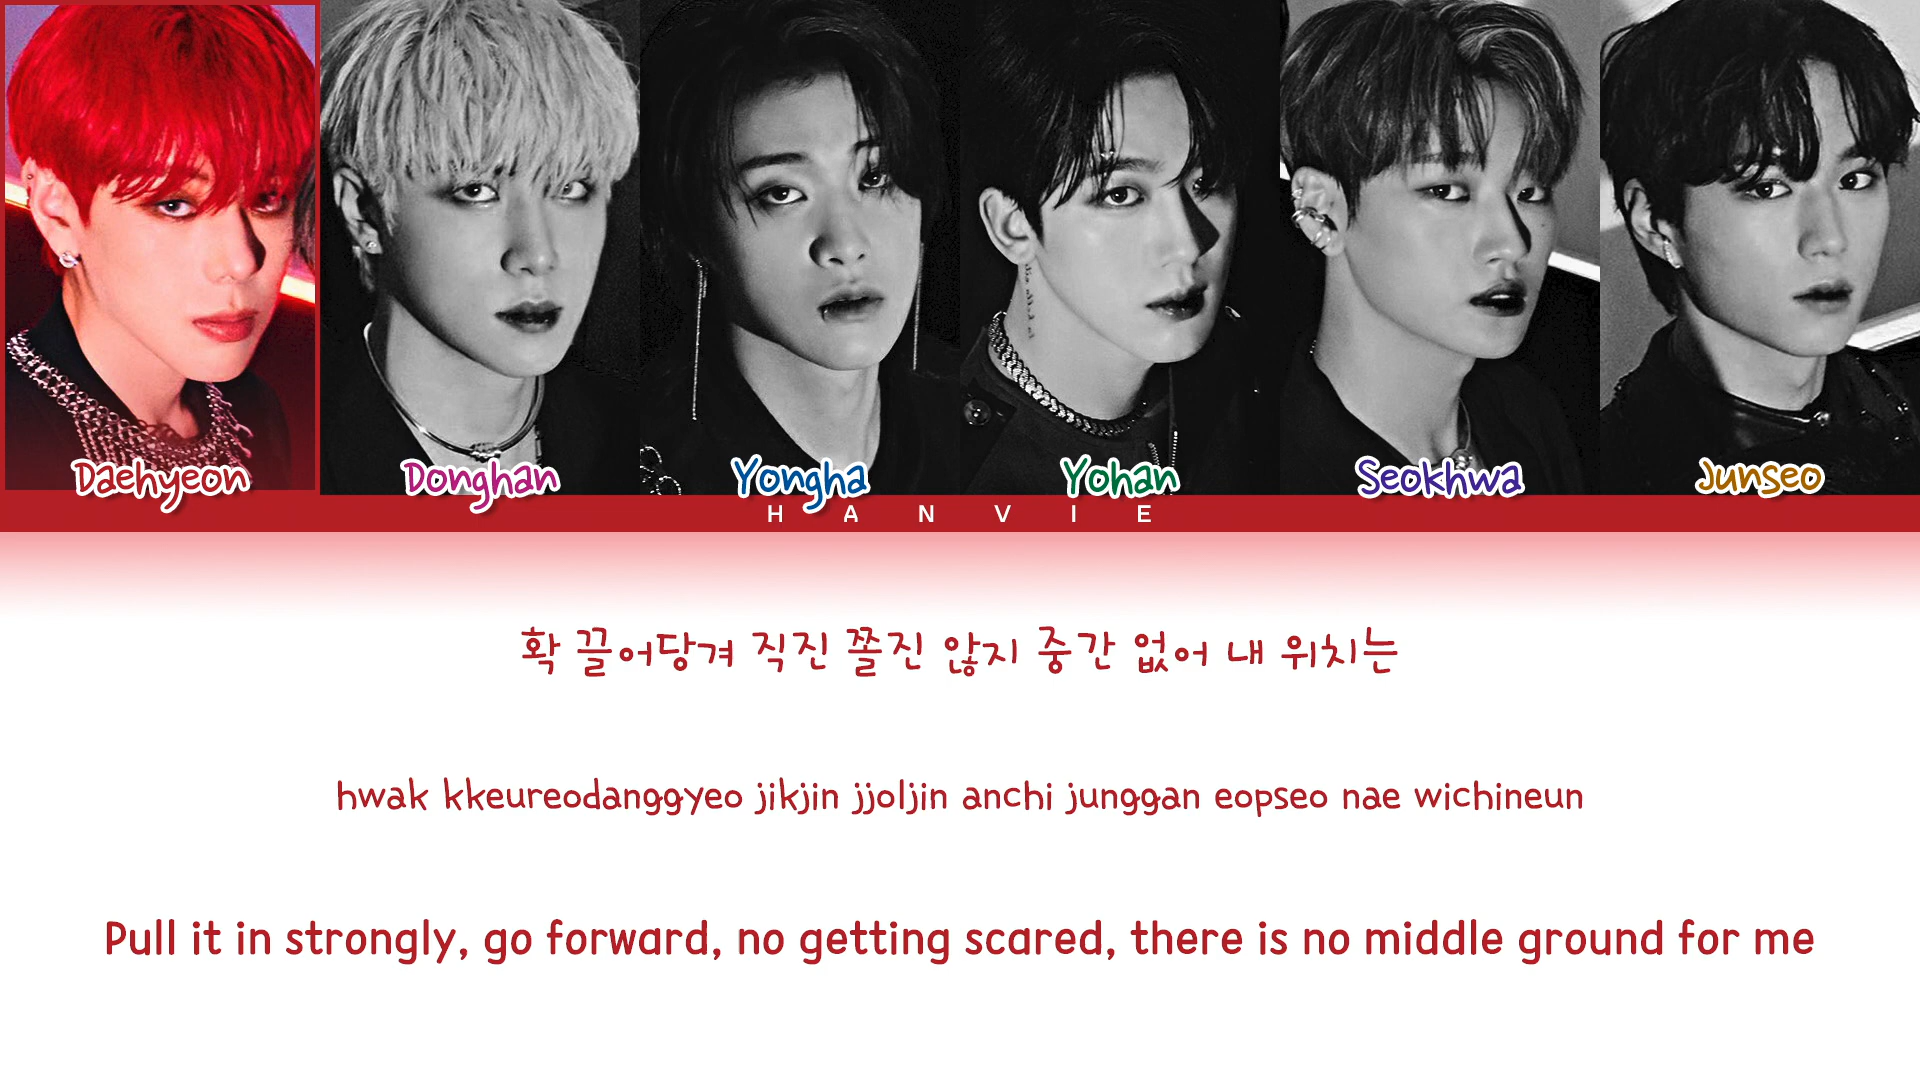 Daehyeon Donghan Yongha Yohan Seokhwa Junseo
HANVIE
확 끌어당겨 직진 쫄진 않지 중간 없어 내 위치는
hwak kkeureodanggyeo jikjin jjoljin anchi junggan eopseo nae wichineun
Pull it in strongly, go forward, no getting scared, there is no middle ground for me